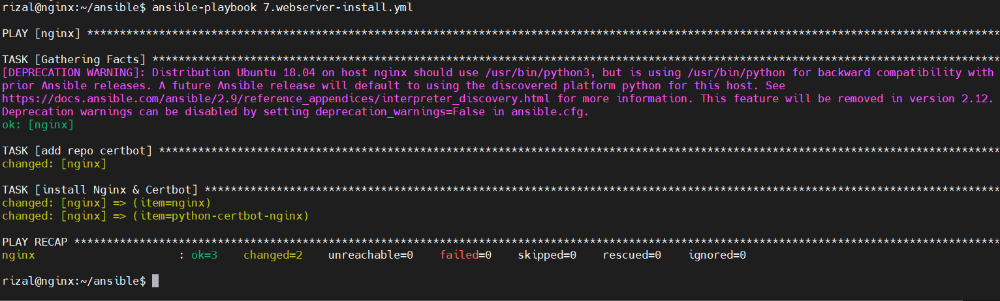 rizal@nginx:~/ansible$ ansible-playbook 7.webserver-install.yml
PLAY [nginx] ********************************************************************************************************************************************
TASK [Gathering Facts] **********************************************************************************************************************************
[DEPRECATION WARNING]: Distribution Ubuntu 18.04 on host nginx should use /usr/bin/python3, but is using /usr/bin/python for backward compatibility with
prior Ansible releases. A future Ansible release will default to using the discovered platform python for this host. See
https://docs.ansible.com/ansible/2.9/reference_appendices/interpreter_discovery.html for more information. This feature will be removed in version 2.12.
Deprecation warnings can be disabled by setting deprecation_warnings=False in ansible.cfg.
ok: [nginx]
TASK [add repo certbot] *********************************************************************************************************************************
changed: [nginx]
TASK [install Nginx & Certbot] **************************************************************************************************************************
changed: [nginx] => (item=nginx)
changed: [nginx] => (item=python-certbot-nginx)
PLAY RECAP **********************************************************************************************************************************************
nginx                      : ok=3    changed=2    unreachable=0    failed=0    skipped=0    rescued=0    ignored=0
rizal@nginx:~/ansible$